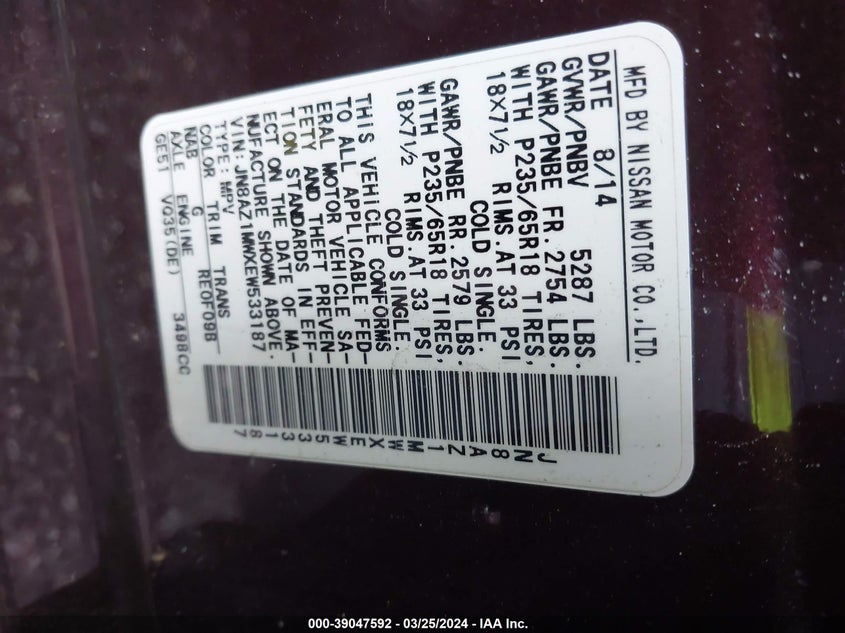 MFD BY NISSAN MOTOR CO.,LTD.
DATE 8/14
GVWR/PNBV 5287 LBS.
GAWR/PNBE FR. 2754 LBS.
WITH P235/65R18 TIRES,
18X7½ RIMS.AT 33 PSI
COLD SINGLE.
GAWR/PNBE RR. 2579 LBS.
WITH P235/65R18 TIRES,
18X7½ RIMS.AT 33 PSI
COLD SINGLE.
THIS VEHICLE CONFORMS
TO ALL APPLICABLE FED-
ERAL MOTOR VEHICLE SA-
FETY AND THEFT PREVEN-
TION STANDARDS IN EFF-
ECT ON THE DATE OF MA-
NUFACTURE SHOWN ABOVE.
VIN: JN8AZ1MWXEW533187
TYPE: MPV
COLOR TRIM TRANS
NAB G RE0F09B
AXLE ENGINE
GE51 VQ35(DE) 3498CC
JN8AZ1MWXEW533187
000-39047592 - 03/25/2024 - IAA Inc.